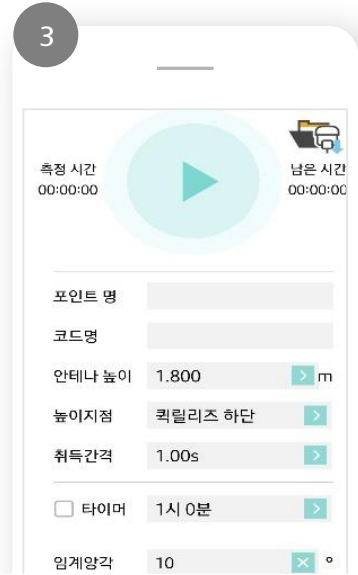 3
측정 시간 남은 시간
00:00:00 00:00:00
포인트 명
코드명
안테나 높이 1.800 m
높이지점 퀵릴리즈 하단
취득간격 1.00s
타이머 1시 0분
임계양각 10 °